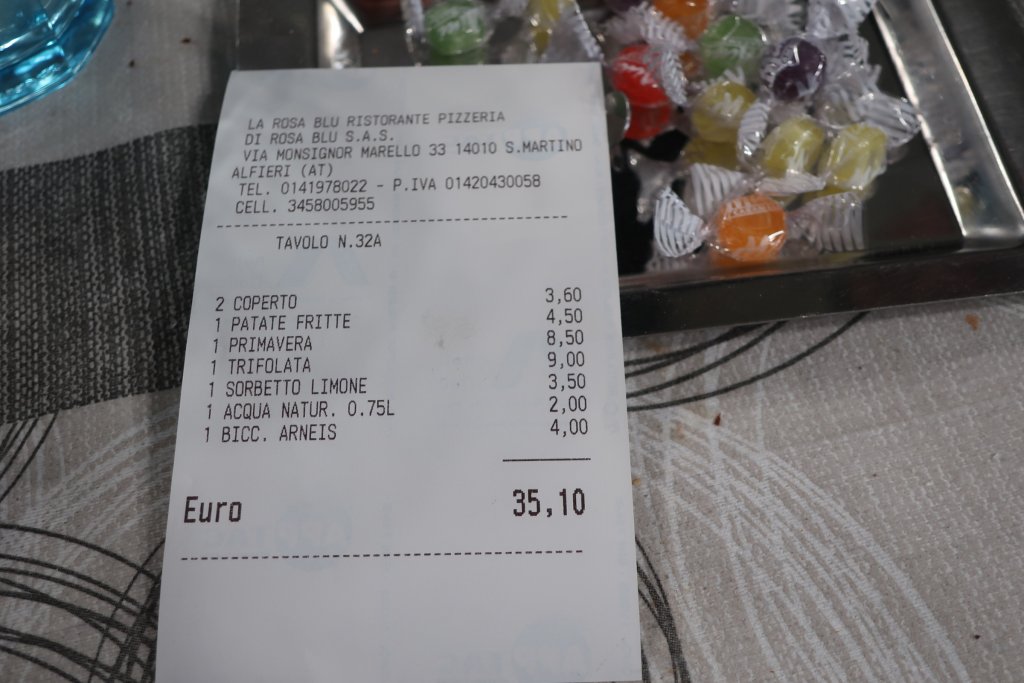 LA ROSA BLU RISTORANTE PIZZERIA
DI ROSA BLU S.A.S.
VIA MONSIGNOR MARELLO 33 14010 S.MARTINO
ALFIERI (AT)
TEL. 0141978022 - P.IVA 01420430058
CELL. 3458005955
TAVOLO N.32A
2 COPERTO 3,60
1 PATATE FRITTE 4,50
1 PRIMAVERA 8,50
1 TRIFOLATA 9,00
1 SORBETTO LIMONE 3,50
1 ACQUA NATUR. 0.75L 2,00
1 BICC. ARNEIS 4,00
Euro 35,10